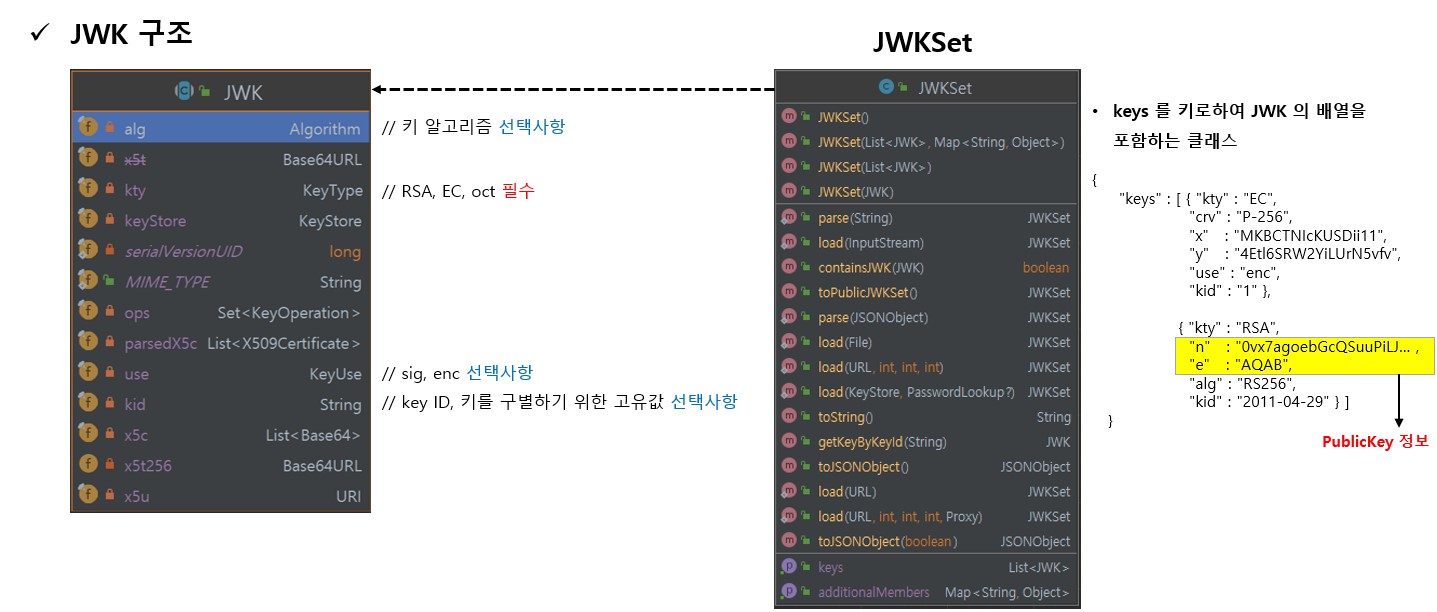 ✓ JWK 구조
JWK
alg Algorithm
x5t Base64URL
kty KeyType
keyStore KeyStore
serialVersionUID long
MIME_TYPE String
ops Set<KeyOperation>
parsedX5c List<X509Certificate>
use KeyUse
kid String
x5c List<Base64>
x5t256 Base64URL
x5u URI
// 키 알고리즘 선택사항
// RSA, EC, oct 필수
// sig, enc 선택사항
// key ID, 키를 구별하기 위한 고유값 선택사항
JWKSet
JWKSet
JWKSet()
JWKSet(List<JWK>, Map<String, Object>)
JWKSet(List<JWK>)
JWKSet(JWK)
parse(String) JWKSet
load(InputStream) JWKSet
containsJWK(JWK) boolean
toPublicJWKSet() JWKSet
parse(JSONObject) JWKSet
load(File) JWKSet
load(URL, int, int, int) JWKSet
load(KeyStore, PasswordLookup?) JWKSet
toString() String
getKeyByKeyId(String) JWK
toJSONObject() JSONObject
load(URL) JWKSet
load(URL, int, int, int, Proxy) JWKSet
toJSONObject(boolean) JSONObject
keys List<JWK>
additionalMembers Map<String, Object>
• keys 를 키로하여 JWK 의 배열을
포함하는 클래스
{
"keys" : [ { "kty" : "EC",
"crv" : "P-256",
"x" : "MKBCTNIcKUSDii11",
"y" : "4Etl6SRW2YiLUrN5vfv",
"use" : "enc",
"kid" : "1" },
{ "kty" : "RSA",
"n" : "0vx7agoebGcQSuuPiLJ... ,
"e" : "AQAB",
"alg" : "RS256",
"kid" : "2011-04-29" } ]
}
PublicKey 정보